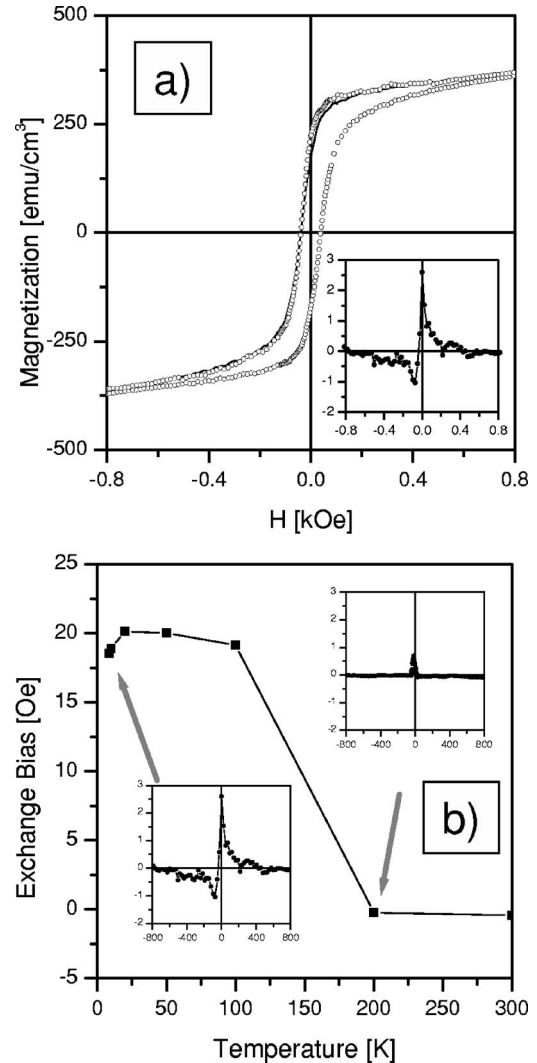 500
250
0
-250
-500
Magnetization [emu/cm³]
a)
3
2
1
0
-1
-2
-0.8 -0.4 0.0 0.4 0.8
-0.8 -0.4 0.0 0.4 0.8
H [kOe]
25
20
15
10
5
0
-5
Exchange Bias [Oe]
3
2
1
0
-1
-2
-800 -400 0 400 800
b)
3
2
1
0
-1
-2
-800 -400 0 400 800
0 50 100 150 200 250 300
Temperature [K]